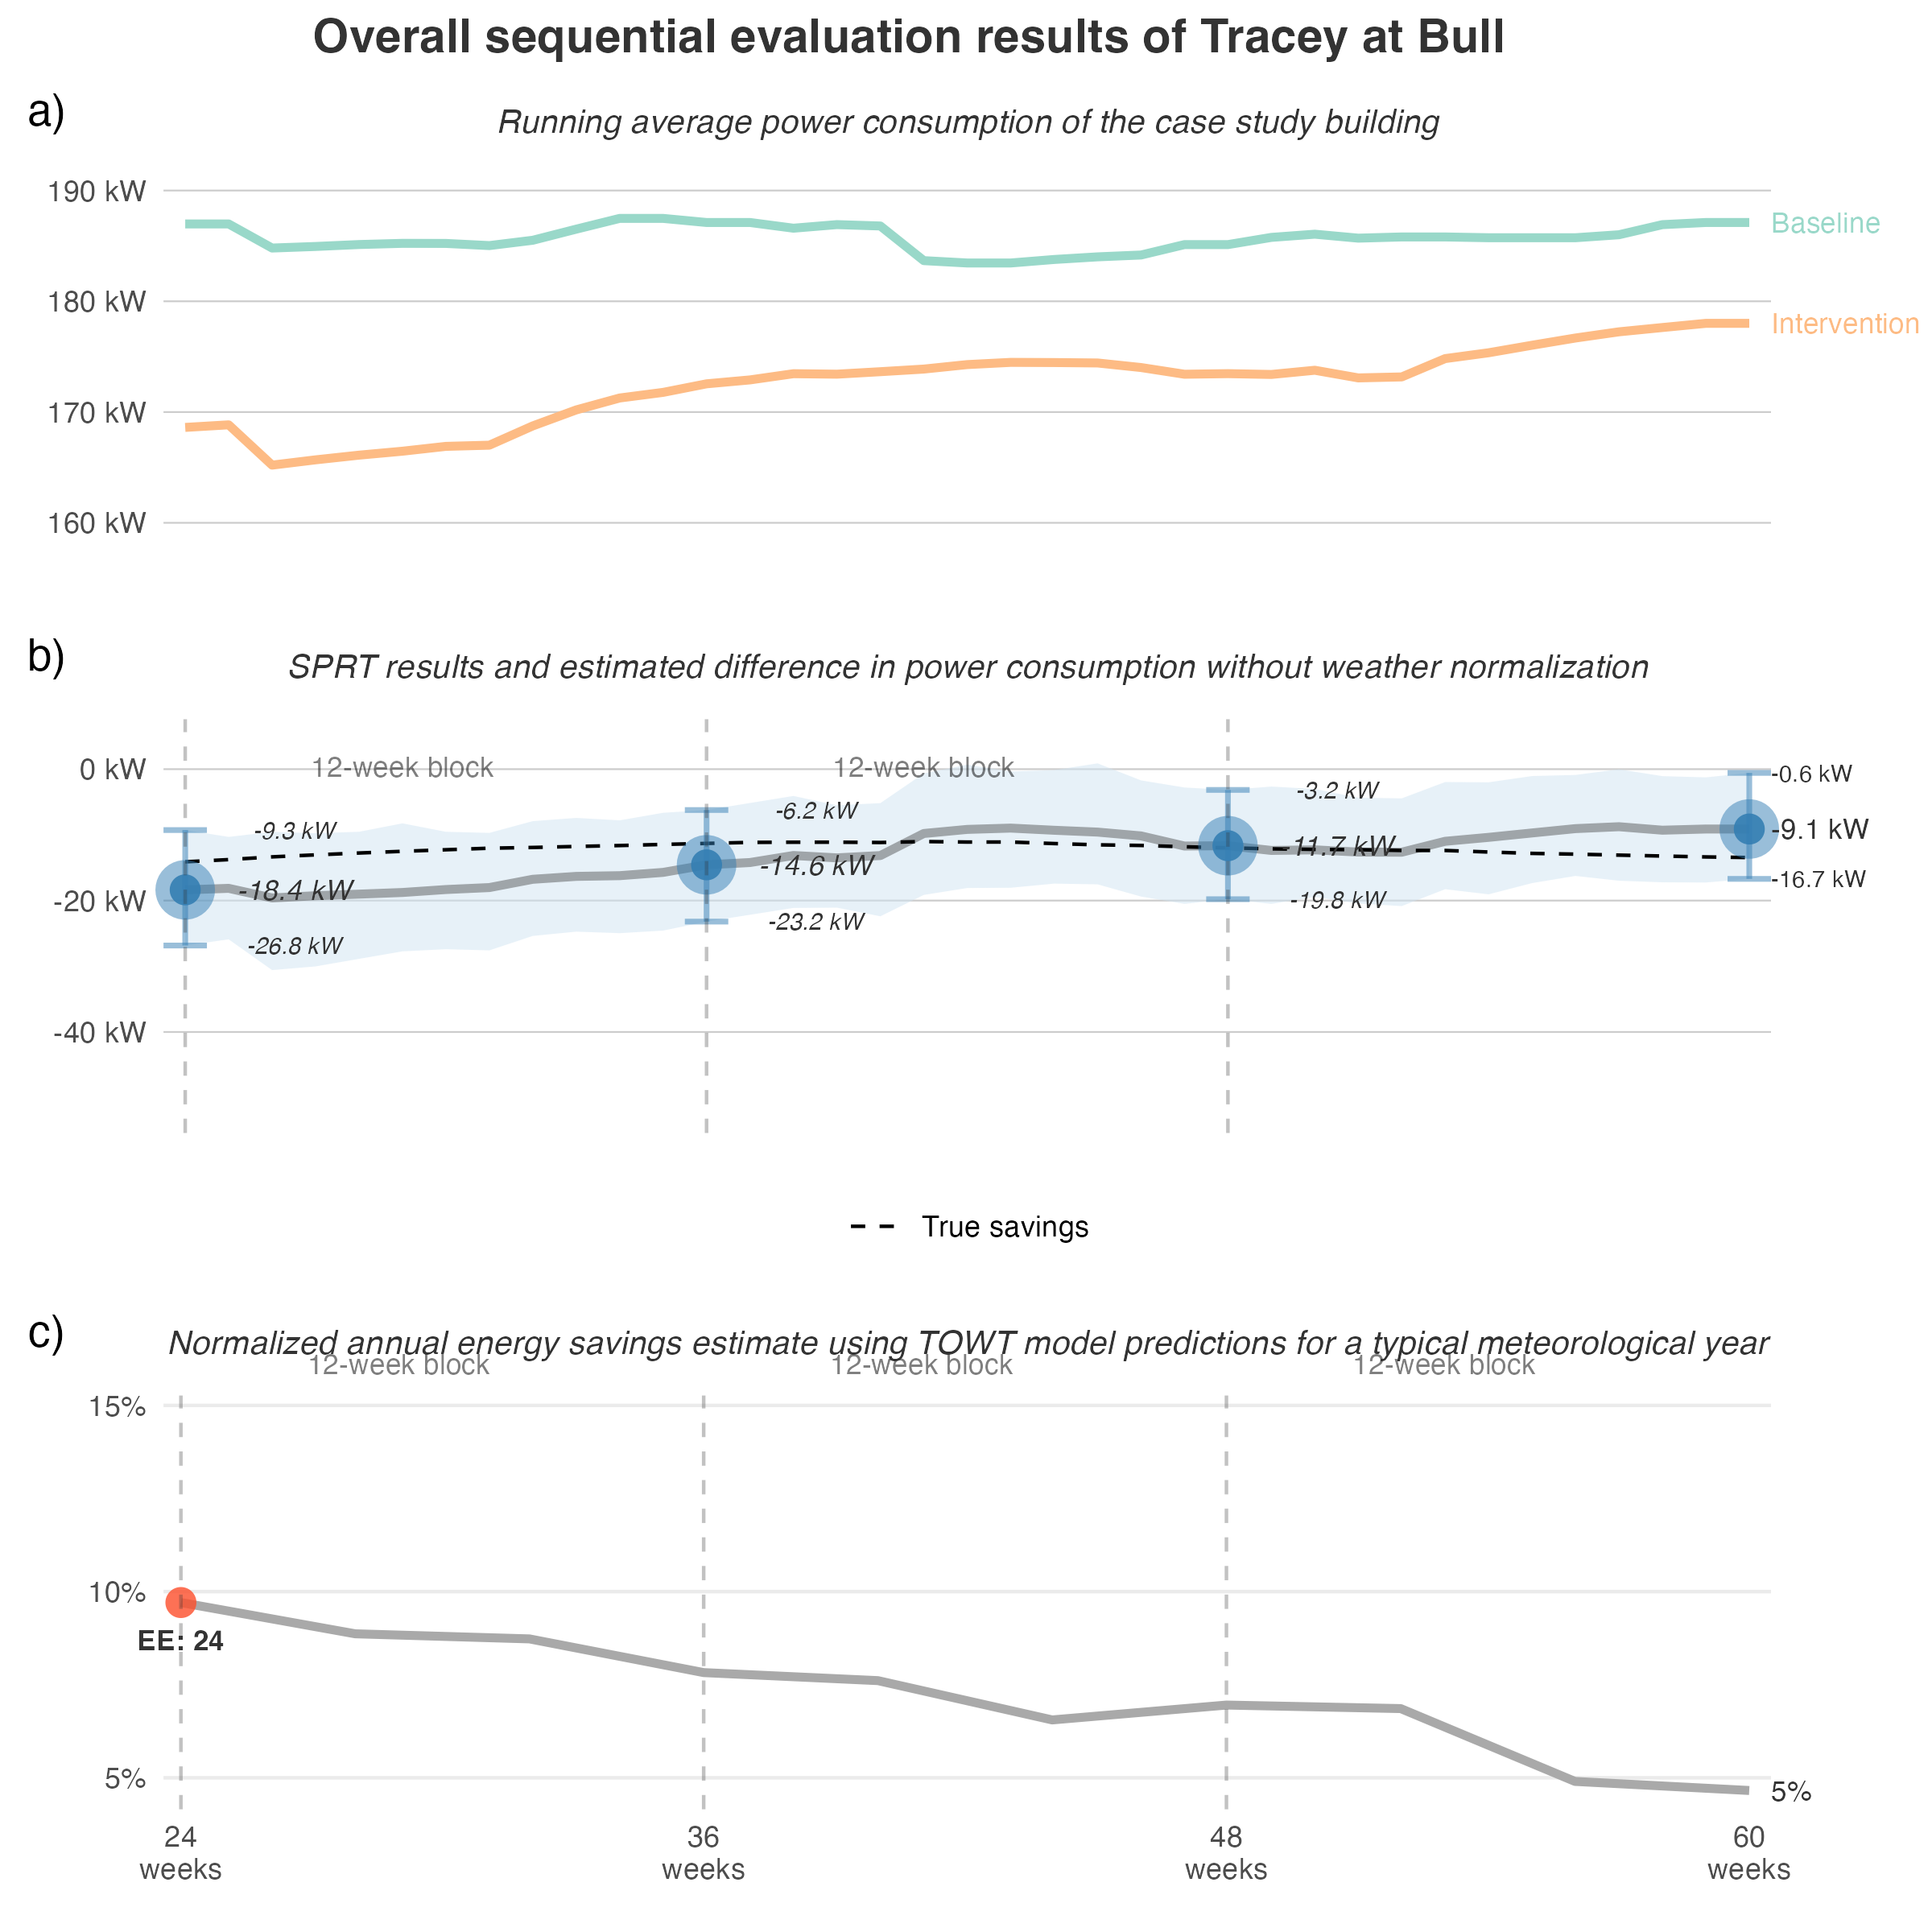 Overall sequential evaluation results of Tracey at Bull
a)
Running average power consumption of the case study building
190 kW
180 kW
170 kW
160 kW
Baseline
Intervention
b)
SPRT results and estimated difference in power consumption without weather normalization
0 kW
-20 kW
-40 kW
12-week block
12-week block
-9.3 kW
-18.4 kW
-26.8 kW
-6.2 kW
-14.6 kW
-23.2 kW
-3.2 kW
-11.7 kW
-19.8 kW
-0.6 kW
-9.1 kW
-16.7 kW
True savings
c)
Normalized annual energy savings estimate using TOWT model predictions for a typical meteorological year
12-week block
12-week block
12-week block
15%
10%
5%
EE: 24
5%
24
weeks
36
weeks
48
weeks
60
weeks